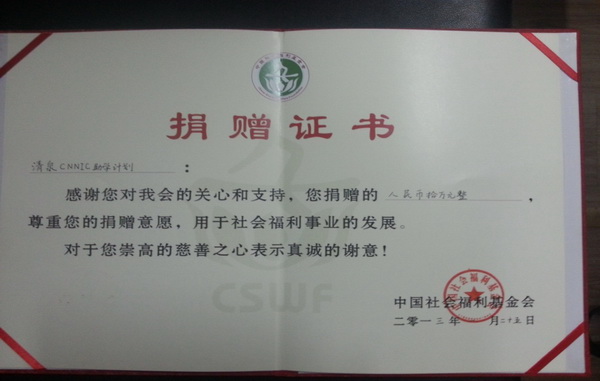 捐赠证书
清泉CNNIC助学计划：
感谢您对我会的关心和支持，您捐赠的 人民币拾万元整，
尊重您的捐赠意愿，用于社会福利事业的发展。
对于您崇高的慈善之心表示真诚的谢意！
CSWF
中国社会福利基金会
二零一三年 月二十五日